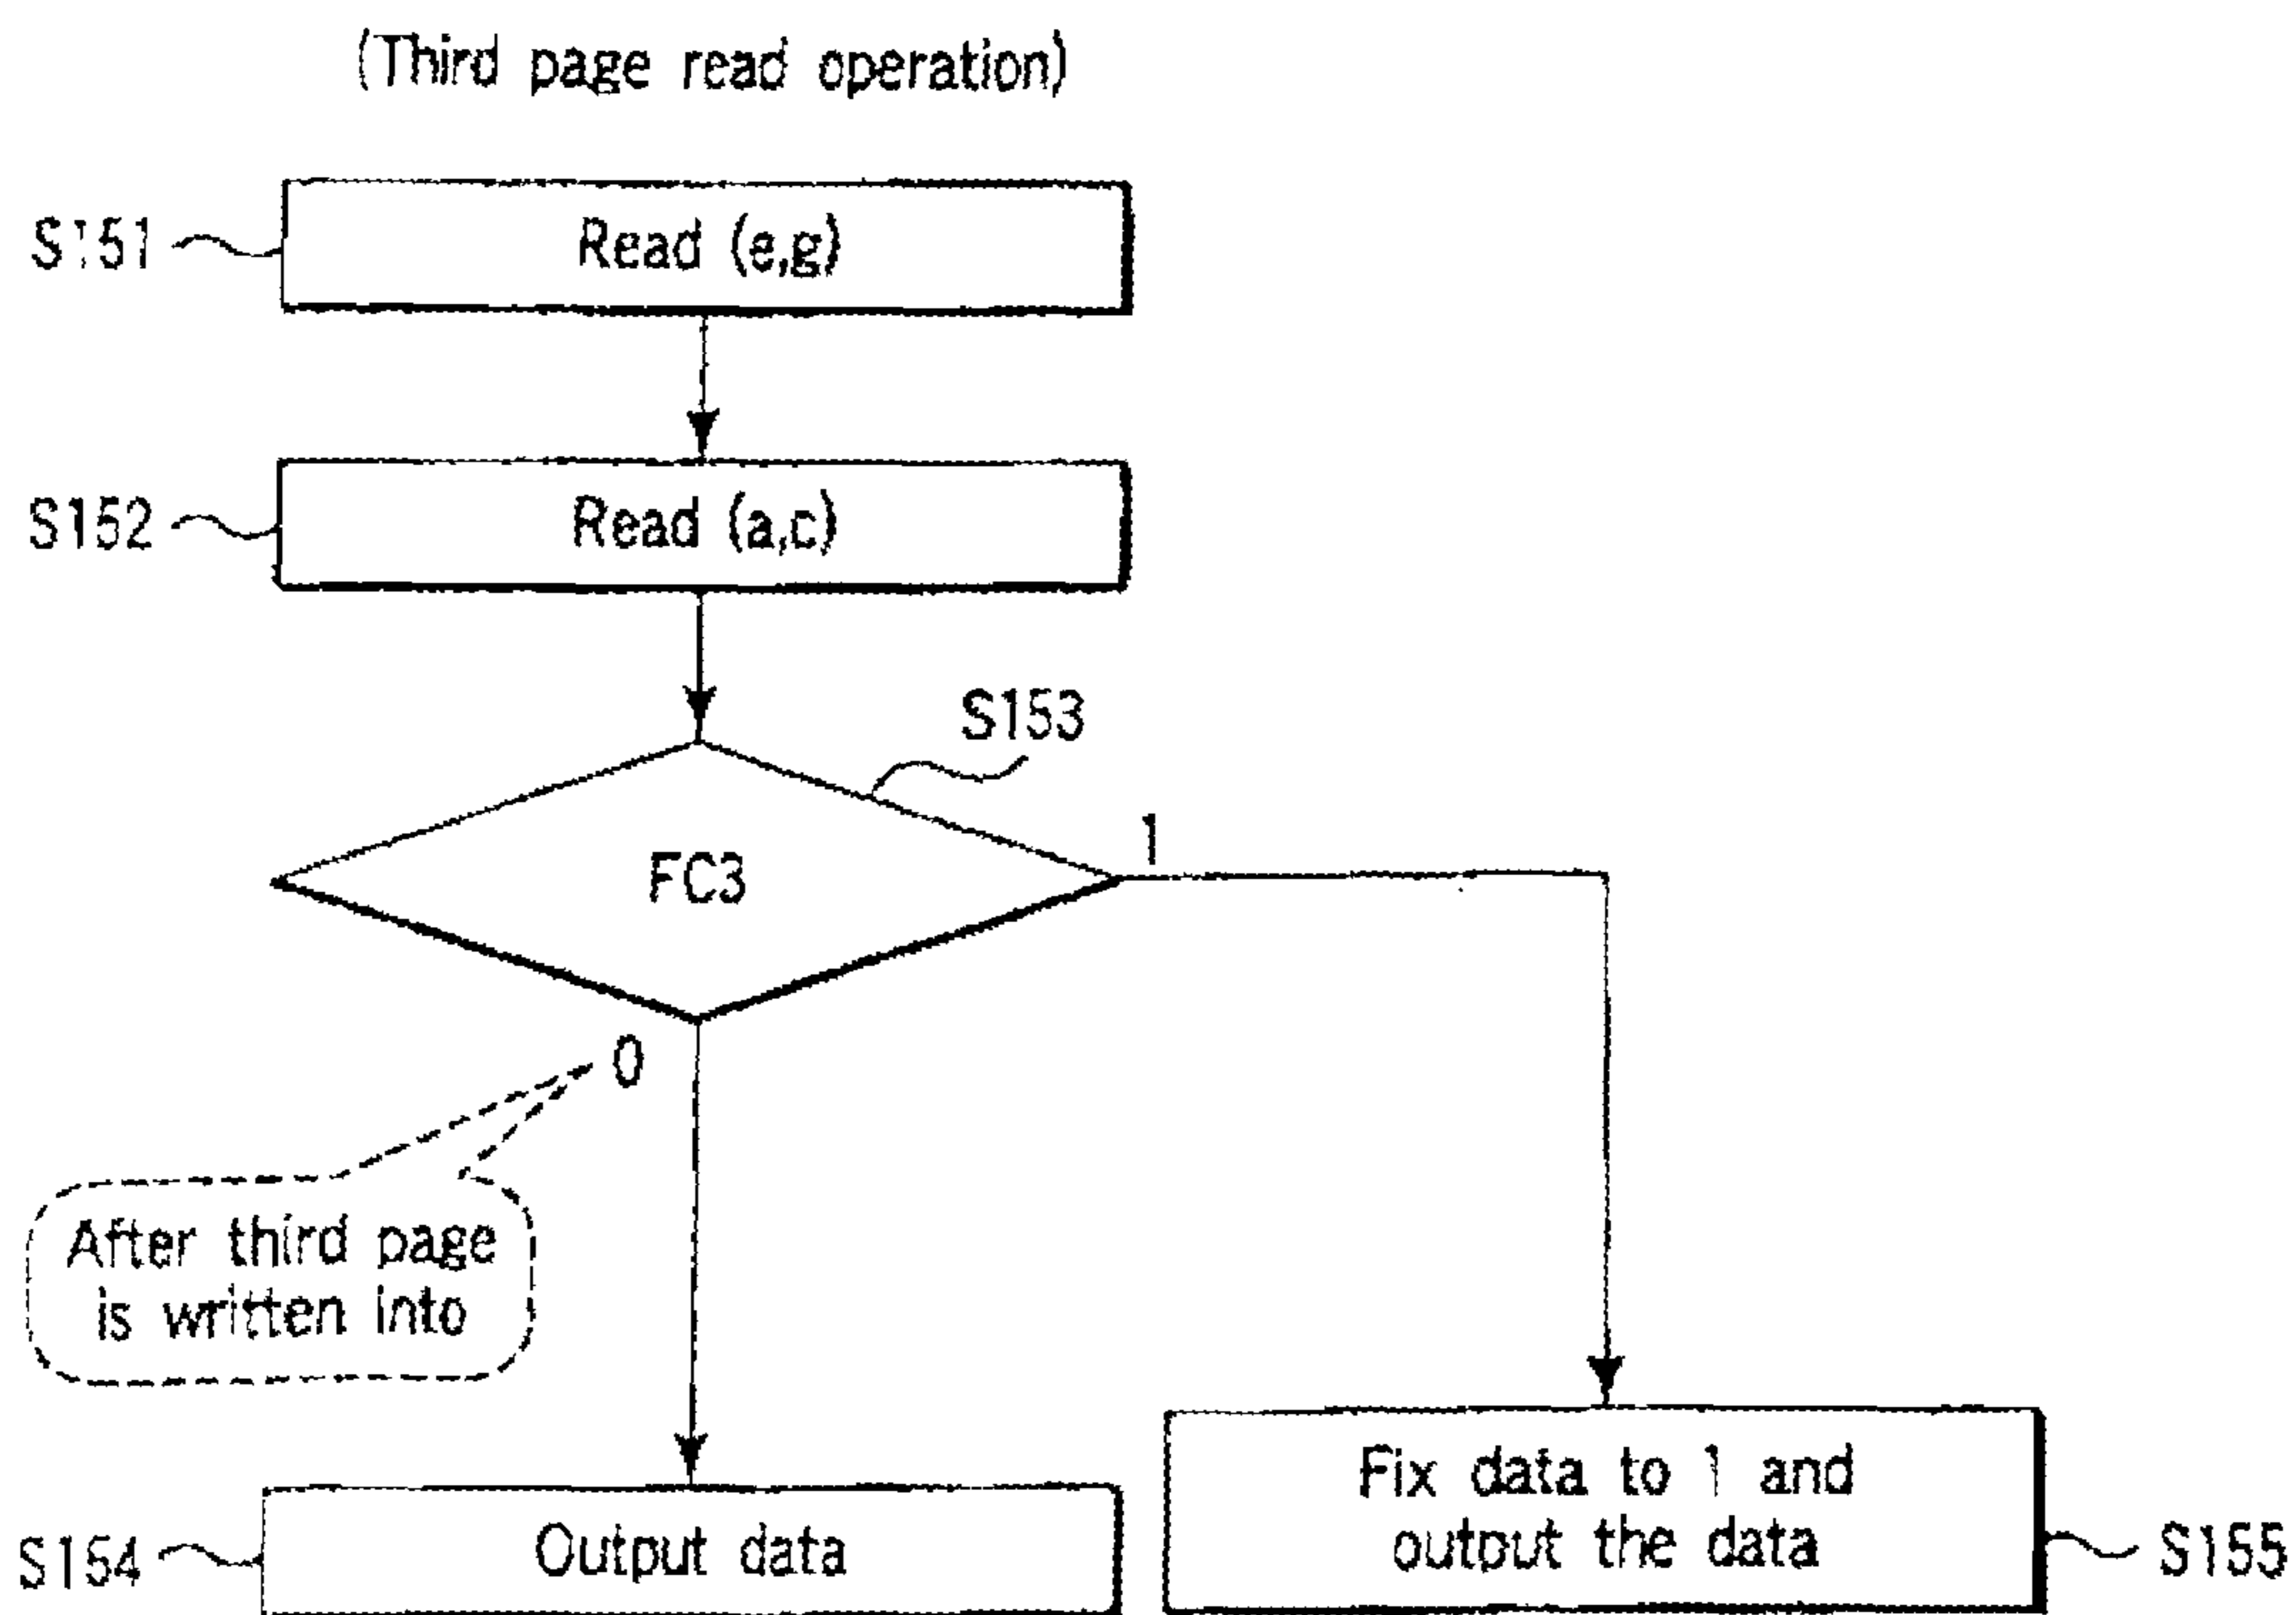 (Third page read operation)
S151
Read (e,g)
S152
Read (a,c)
S153
FC3
1
0
After third page
is written into
S154
Output data
Fix data to 1 and
output the data
S155